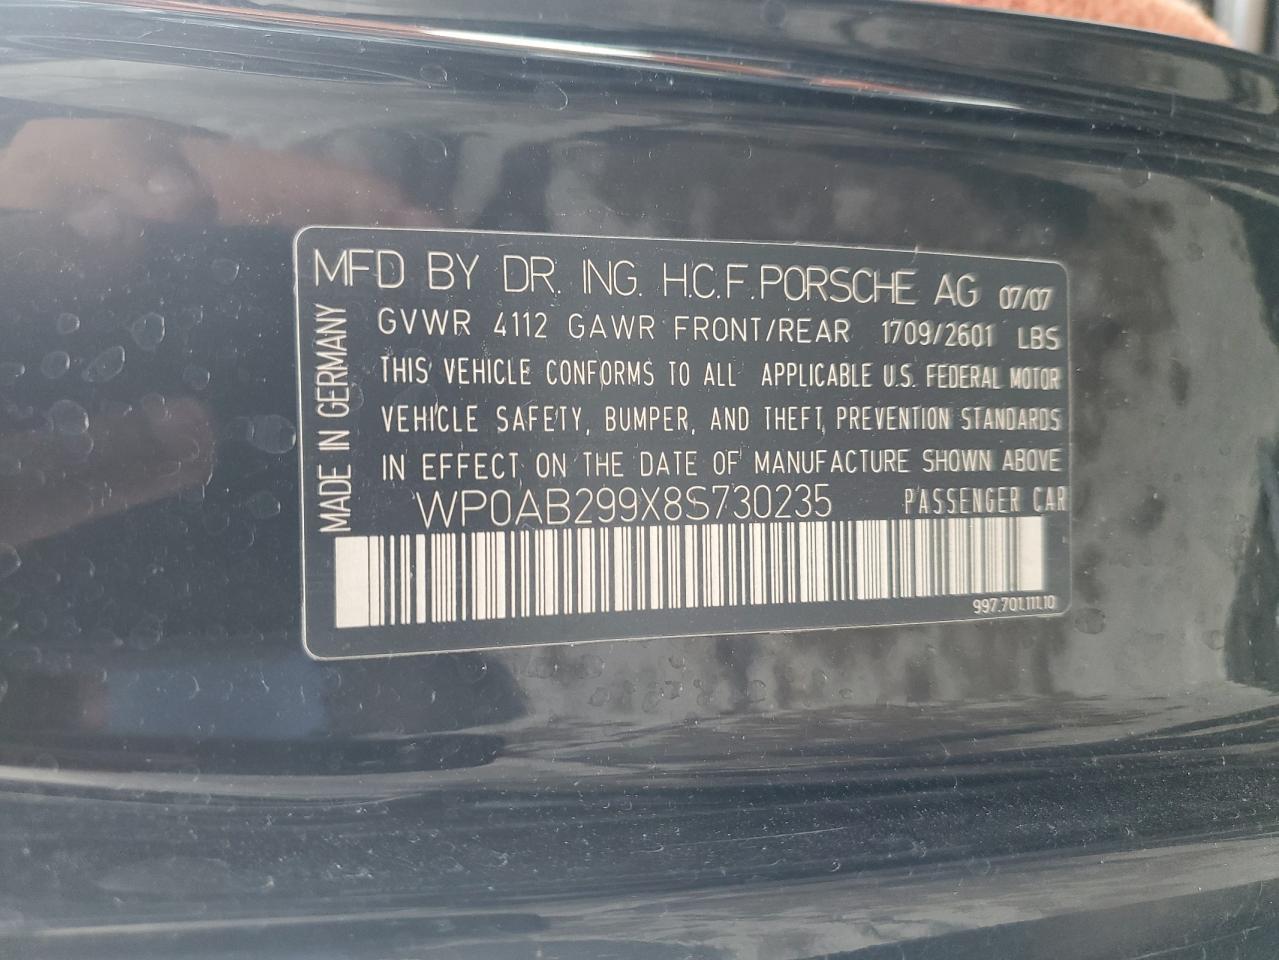 MFD BY DR. ING. H.C.F. PORSCHE AG 07/07
GVWR 4112 GAWR FRONT/REAR 1709/2601 LBS
THIS VEHICLE CONFORMS TO ALL APPLICABLE U.S. FEDERAL MOTOR
VEHICLE SAFETY, BUMPER, AND THEFT PREVENTION STANDARDS
IN EFFECT ON THE DATE OF MANUFACTURE SHOWN ABOVE
WP0AB299X8S730235 PASSENGER CAR
997.701.111.10
MADE IN GERMANY